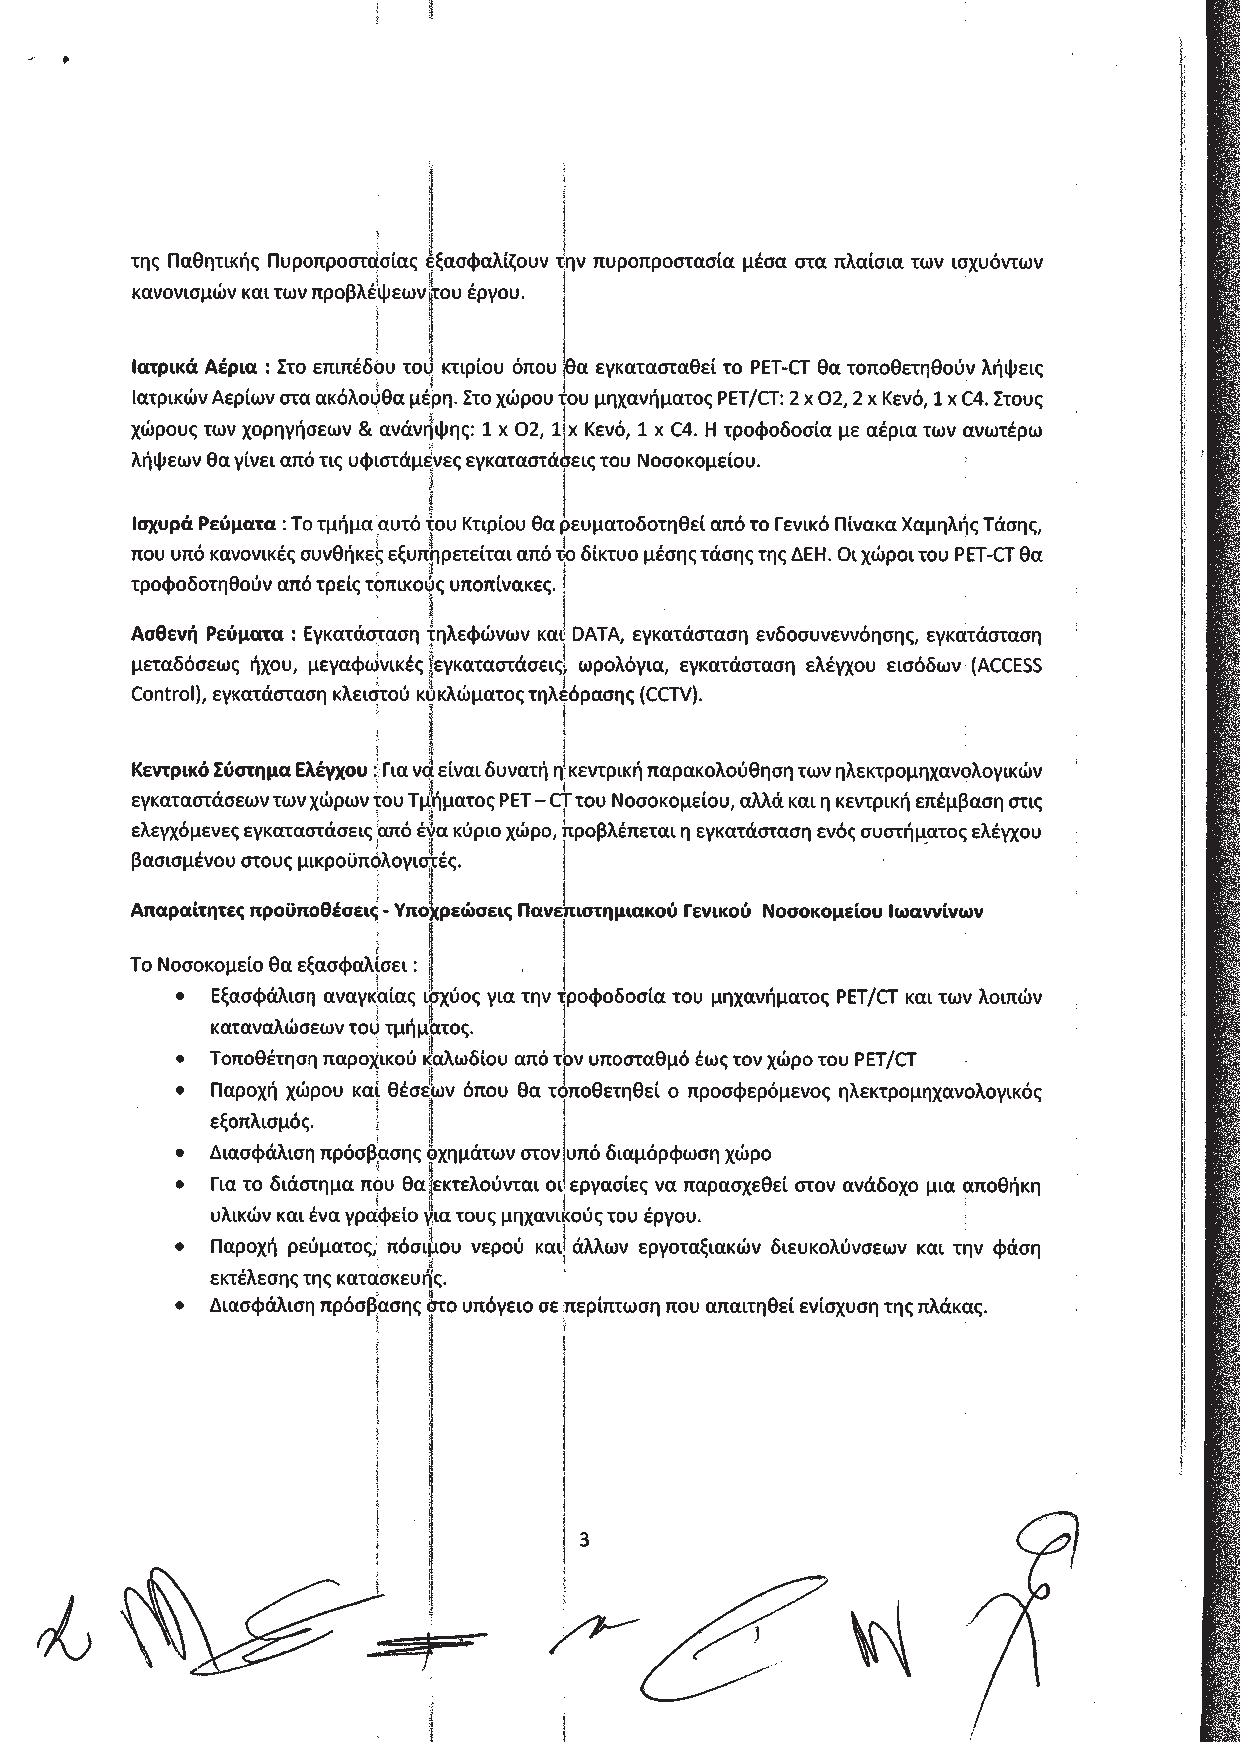 της Παθητικής Πυροπροστασίας εξασφαλίζουν την πυροπροστασία μέσα στα πλαίσια των ισχυόντων
κανονισμών και των προβλέψεων του έργου.
Ιατρικά Αέρια : Στο επιπέδου του κτιρίου όπου θα εγκατασταθεί το PET-CT θα τοποθετηθούν λήψεις
Ιατρικών Αερίων στα ακόλουθα μέρη. Στο χώρου του μηχανήματος PET/CT: 2 x O2, 2 x Κενό, 1 x C4. Στους
χώρους των χορηγήσεων & ανάνηψης: 1 x O2, 1 x Κενό, 1 x C4. Η τροφοδοσία με αέρια των ανωτέρω
λήψεων θα γίνει από τις υφιστάμενες εγκαταστάσεις του Νοσοκομείου.
Ισχυρά Ρεύματα : Το τμήμα αυτό του Κτιρίου θα ρευματοδοτηθεί από το Γενικό Πίνακα Χαμηλής Τάσης,
που υπό κανονικές συνθήκες εξυπηρετείται από το δίκτυο μέσης τάσης της ΔΕΗ. Οι χώροι του PET-CT θα
τροφοδοτηθούν από τρείς τοπικούς υποπίνακες.
Ασθενή Ρεύματα : Εγκατάσταση τηλεφώνων και DATA, εγκατάσταση ενδοσυνεννόησης, εγκατάσταση
μεταδόσεως ήχου, μεγαφωνικές εγκαταστάσεις, ωρολόγια, εγκατάσταση ελέγχου εισόδων (ACCESS
Control), εγκατάσταση κλειστού κυκλώματος τηλεόρασης (CCTV).
Κεντρικό Σύστημα Ελέγχου : Για να είναι δυνατή η κεντρική παρακολούθηση των ηλεκτρομηχανολογικών
εγκαταστάσεων των χώρων του Τμήματος PET – CT του Νοσοκομείου, αλλά και η κεντρική επέμβαση στις
ελεγχόμενες εγκαταστάσεις από ένα κύριο χώρο, προβλέπεται η εγκατάσταση ενός συστήματος ελέγχου
βασισμένου στους μικροϋπολογιστές.
Απαραίτητες προϋποθέσεις - Υποχρεώσεις Πανεπιστημιακού Γενικού Νοσοκομείου Ιωαννίνων
Το Νοσοκομείο θα εξασφαλίσει :
• Εξασφάλιση αναγκαίας ισχύος για την τροφοδοσία του μηχανήματος PET/CT και των λοιπών
καταναλώσεων του τμήματος.
• Τοποθέτηση παροχικού καλωδίου από τον υποσταθμό έως τον χώρο του PET/CT
• Παροχή χώρου και θέσεων όπου θα τοποθετηθεί ο προσφερόμενος ηλεκτρομηχανολογικός
εξοπλισμός.
• Διασφάλιση πρόσβασης οχημάτων στον υπό διαμόρφωση χώρο
• Για το διάστημα που θα εκτελούνται οι εργασίες να παρασχεθεί στον ανάδοχο μια αποθήκη
υλικών και ένα γραφείο για τους μηχανικούς του έργου.
• Παροχή ρεύματος, πόσιμου νερού και άλλων εργοταξιακών διευκολύνσεων και την φάση
εκτέλεσης της κατασκευής.
• Διασφάλιση πρόσβασης στο υπόγειο σε περίπτωση που απαιτηθεί ενίσχυση της πλάκας.
3